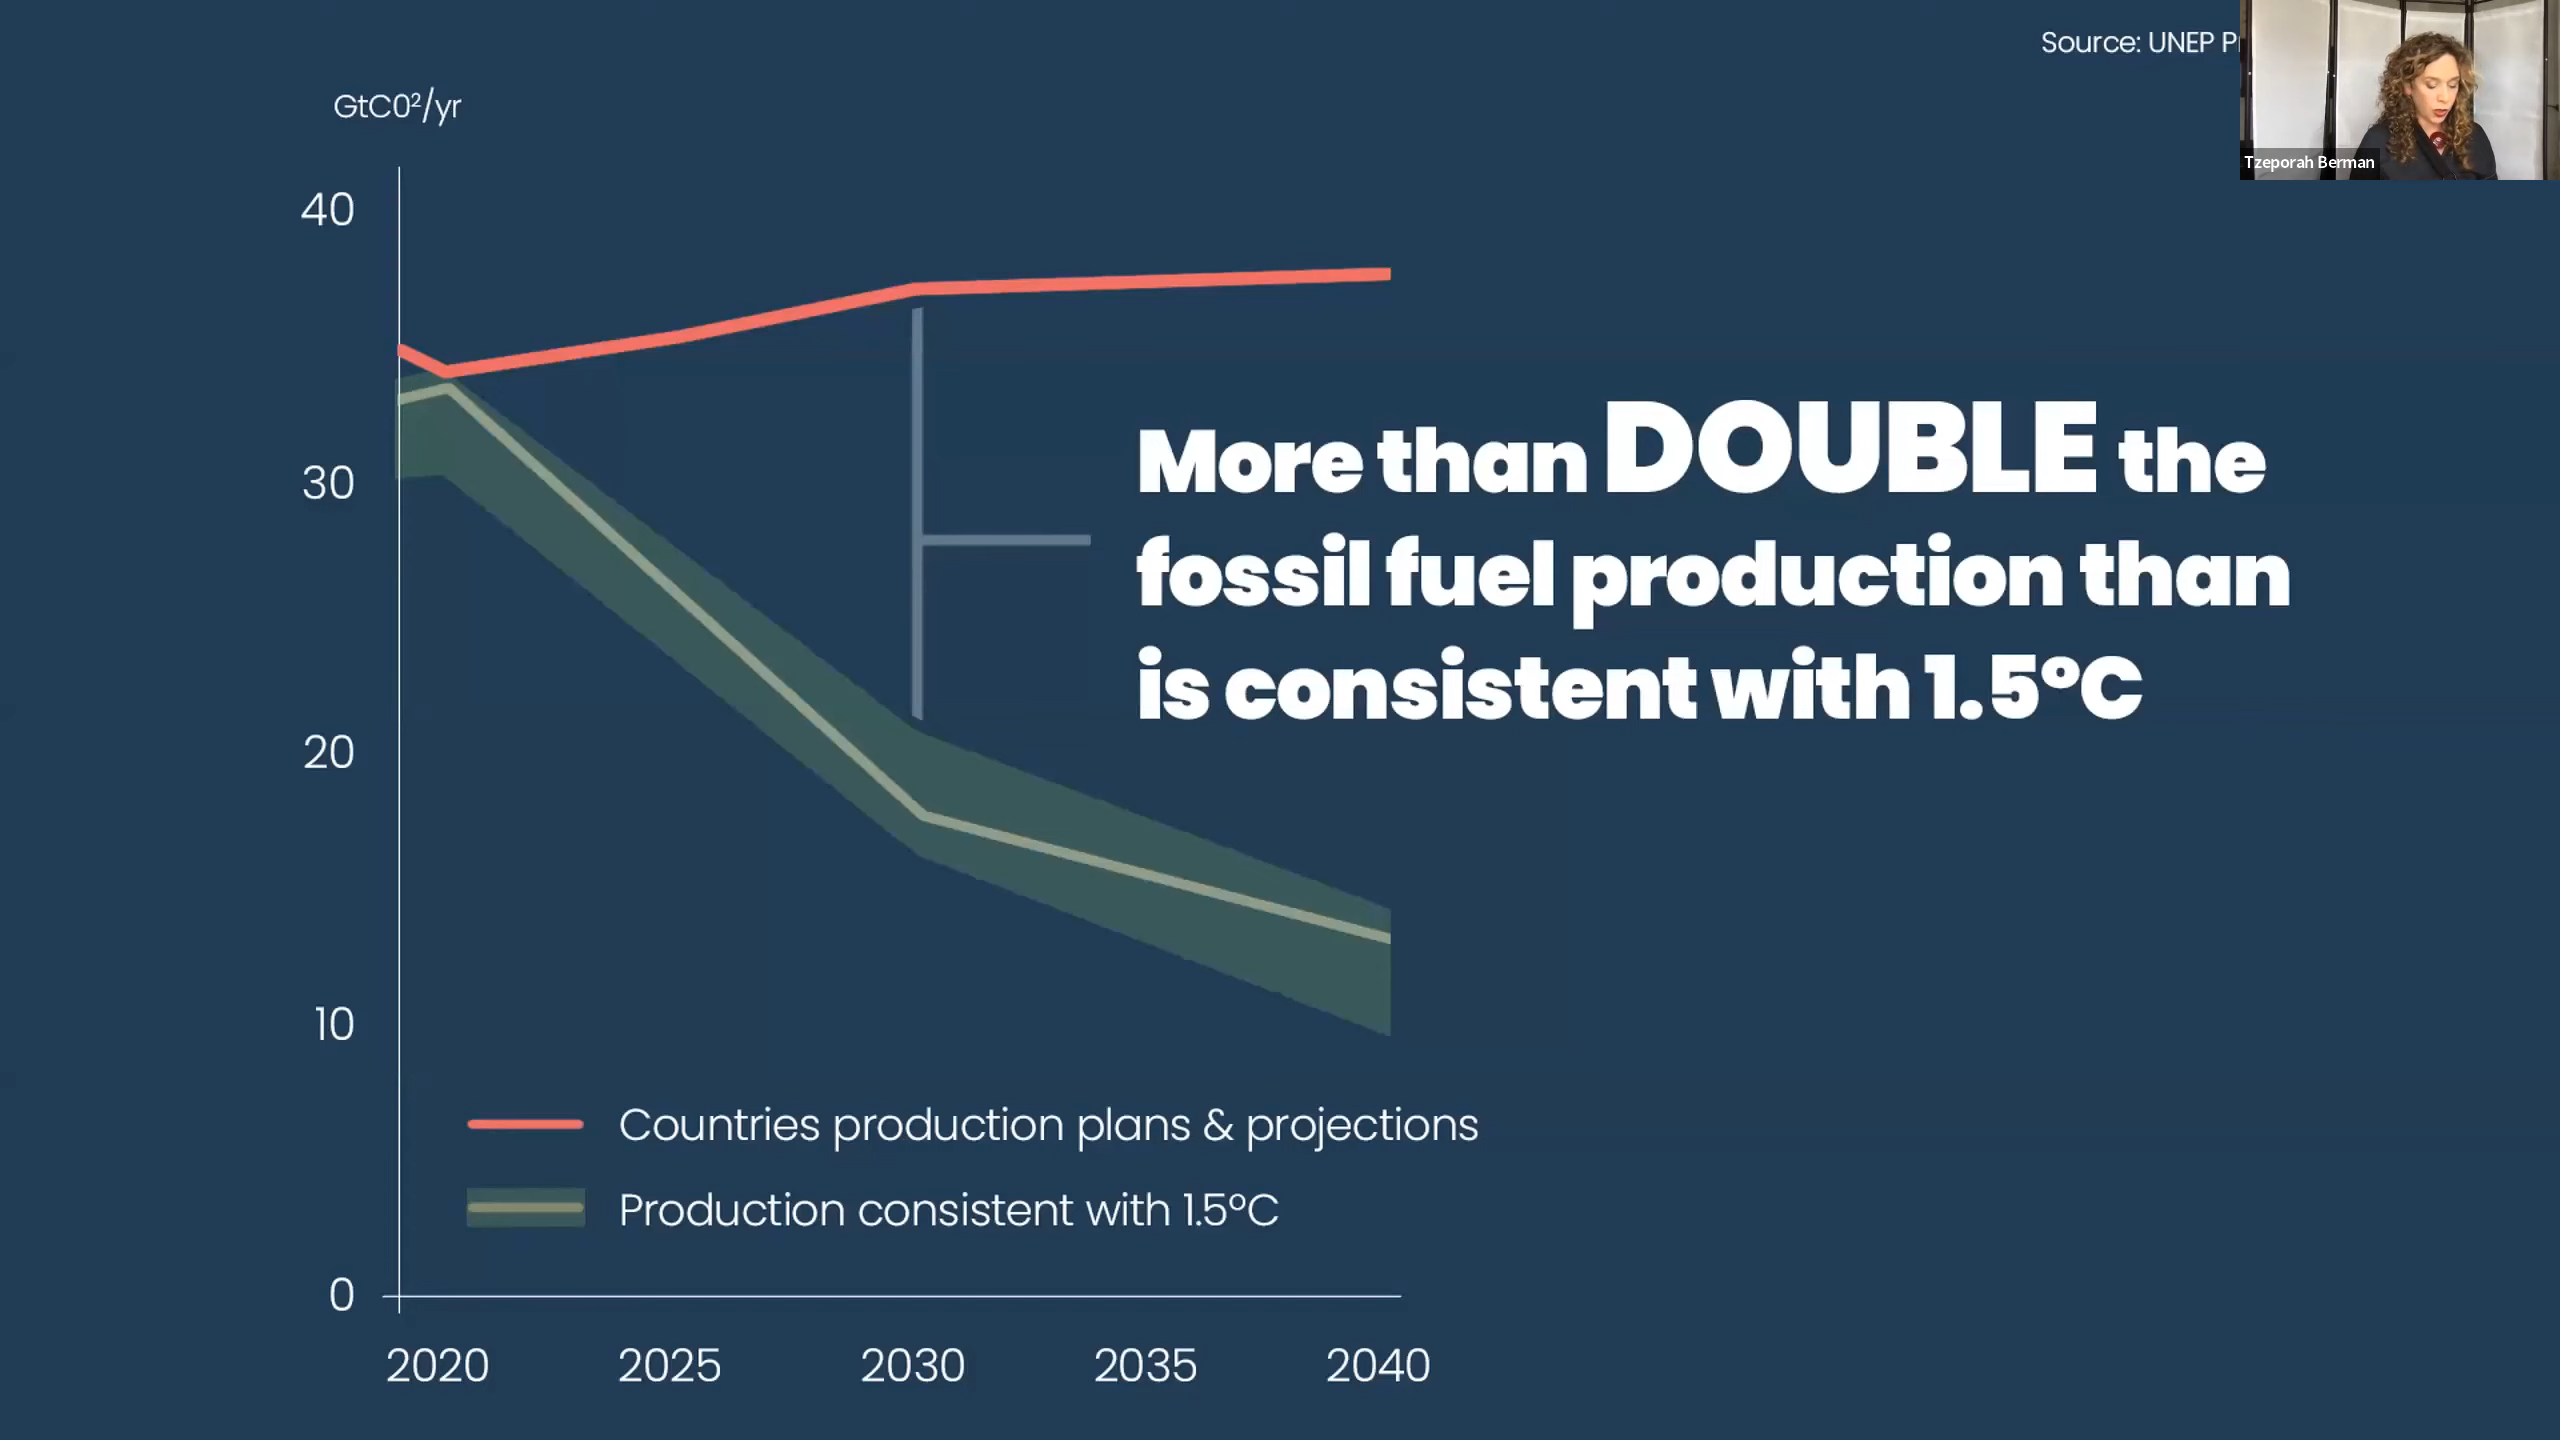 Source: UNEP
Tzeporah Berman
GtC0²/yr
40
30
20
10
0
More than DOUBLE the
fossil fuel production than
is consistent with 1.5°C
Countries production plans & projections
Production consistent with 1.5°C
2020 2025 2030 2035 2040